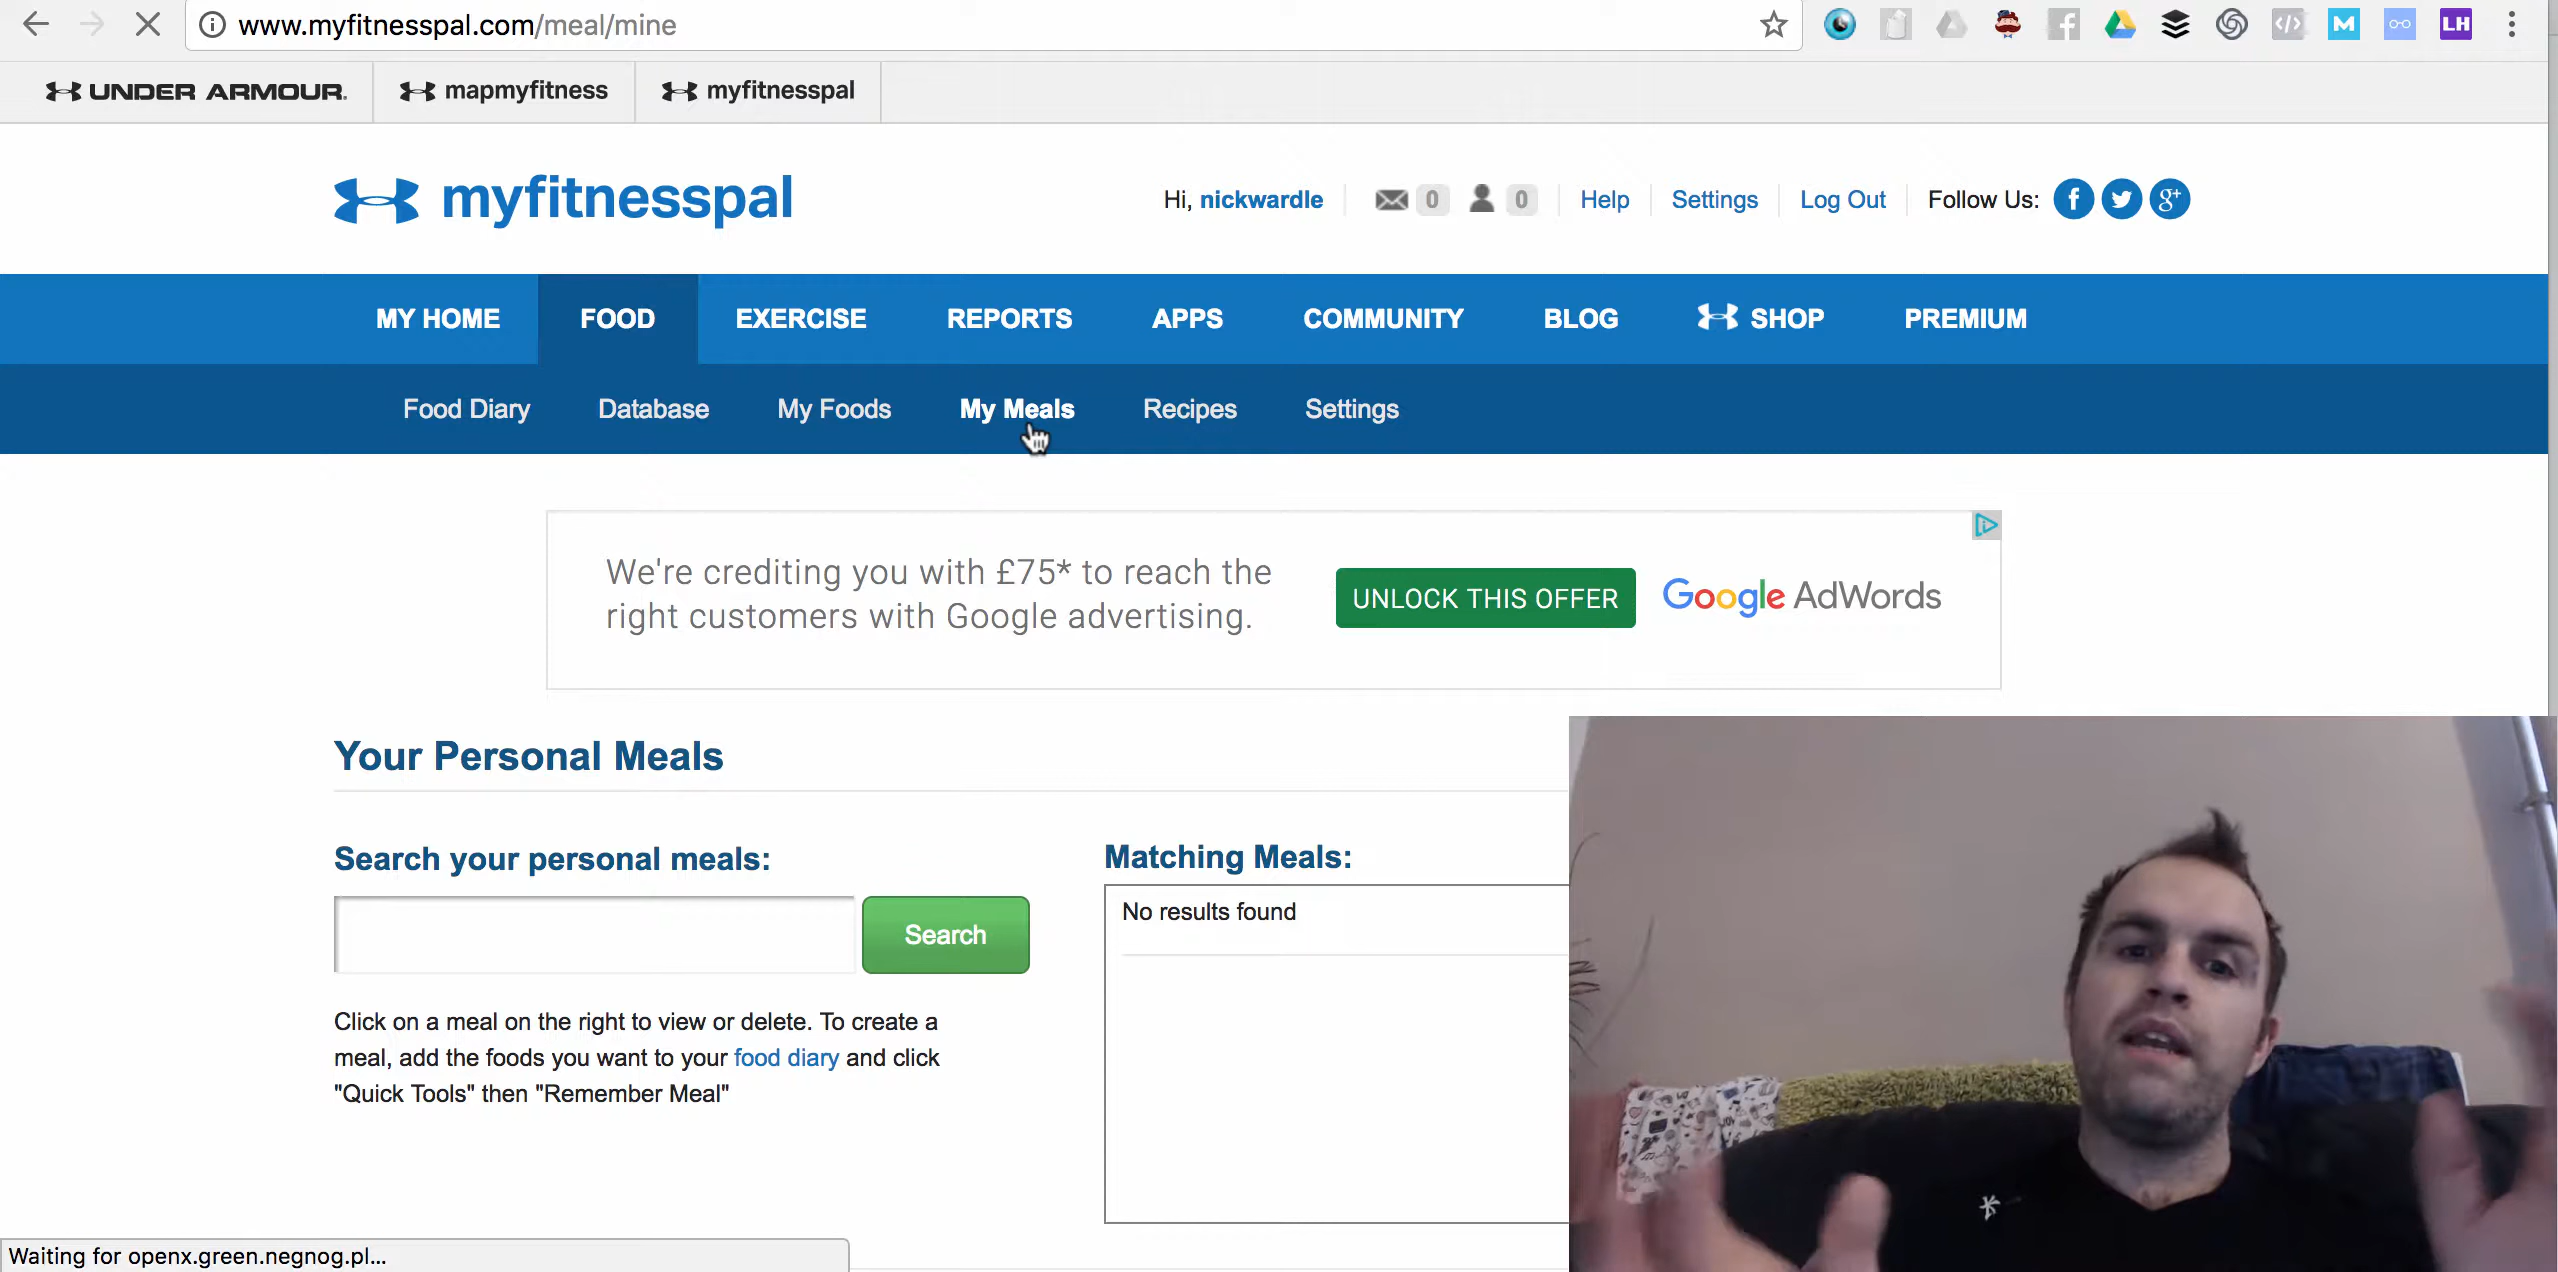 www.myfitnesspal.com/meal/mine
UNDER ARMOUR.
mapmyfitness
myfitnesspal
LH
M
myfitnesspal
Hi, nickwardle
0
0
Help
Settings
Log Out
Follow Us:
MY HOME
FOOD
EXERCISE
REPORTS
APPS
COMMUNITY
BLOG
SHOP
PREMIUM
Food Diary
Database
My Foods
My Meals
Recipes
Settings
We're crediting you with £75* to reach the
right customers with Google advertising.
UNLOCK THIS OFFER
Google AdWords
Your Personal Meals
Search your personal meals:
Search
Click on a meal on the right to view or delete. To create a
meal, add the foods you want to your food diary and click
"Quick Tools" then "Remember Meal"
Matching Meals:
No results found
Waiting for openx.green.negnog.pl...